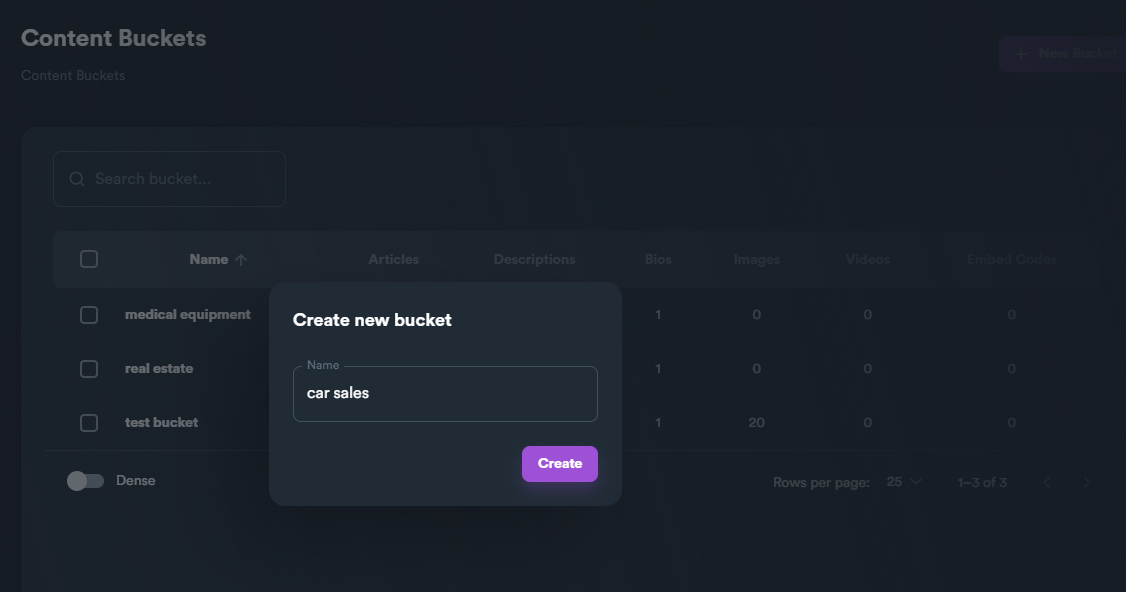 Content Buckets
Content Buckets
New Bucket
Search bucket...
Name Articles Descriptions Bios Images Videos Embed Codes
medical equipment 1 0 0 0
real estate 1 0 0 0
test bucket 1 20 0 0
Create new bucket
Name
car sales
Create
Dense
Rows per page: 25 1–3 of 3